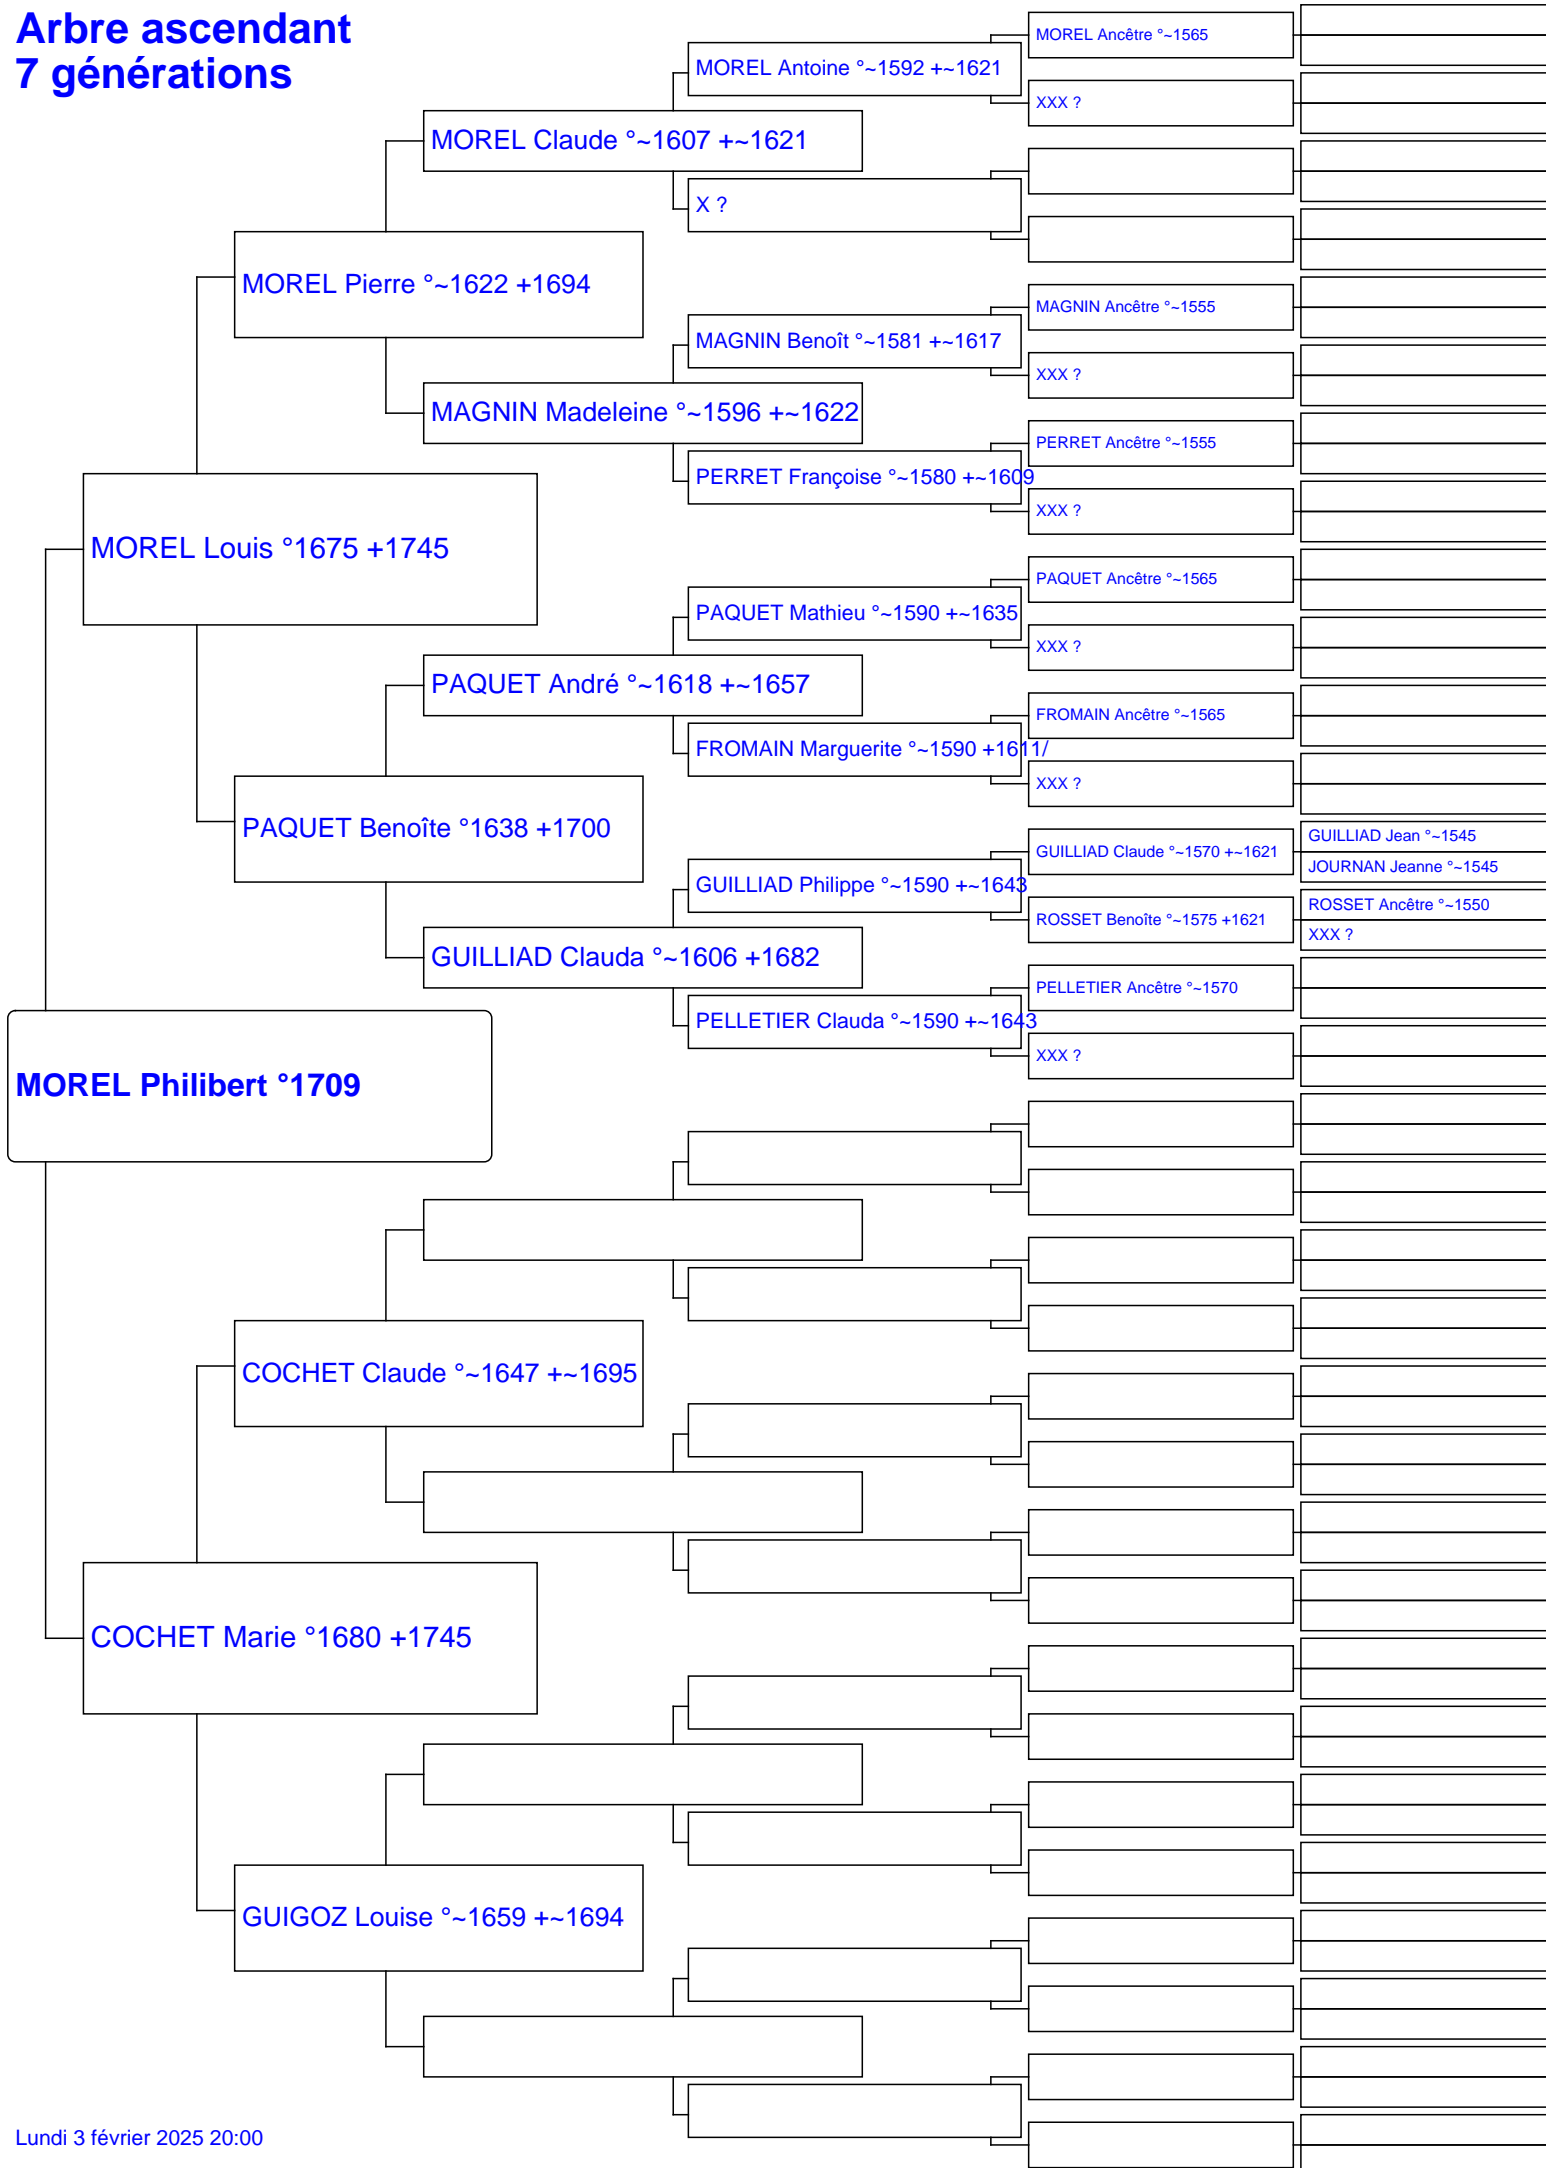 Arbre ascendant
7 générations
MOREL Ancêtre °~1565
MOREL Antoine °~1592 +~1621
XXX ?
MOREL Claude °~1607 +~1621
X ?
MOREL Pierre °~1622 +1694
MAGNIN Ancêtre °~1555
MAGNIN Benoît °~1581 +~1617
XXX ?
MAGNIN Madeleine °~1596 +~1622
PERRET Ancêtre °~1555
PERRET Françoise °~1580 +~1609
XXX ?
MOREL Louis °1675 +1745
PAQUET Ancêtre °~1565
PAQUET Mathieu °~1590 +~1635
XXX ?
PAQUET André °~1618 +~1657
FROMAIN Ancêtre °~1565
FROMAIN Marguerite °~1590 +1611/
XXX ?
PAQUET Benoîte °1638 +1700
GUILLIAD Jean °~1545
GUILLIAD Claude °~1570 +~1621
JOURNAN Jeanne °~1545
GUILLIAD Philippe °~1590 +~1643
ROSSET Ancêtre °~1550
ROSSET Benoîte °~1575 +1621
XXX ?
GUILLIAD Clauda °~1606 +1682
PELLETIER Ancêtre °~1570
PELLETIER Clauda °~1590 +~1643
XXX ?
MOREL Philibert °1709
COCHET Claude °~1647 +~1695
COCHET Marie °1680 +1745
GUIGOZ Louise °~1659 +~1694
Lundi 3 février 2025 20:00